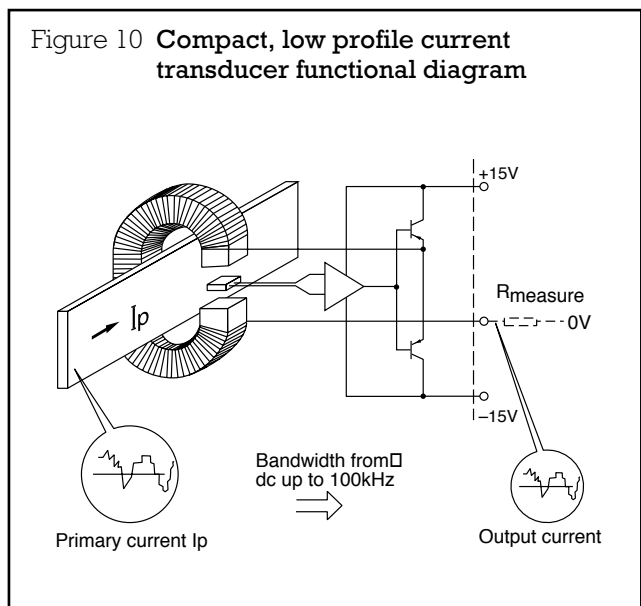 Figure 10 Compact, low profile current
transducer functional diagram
+15V
Rmeasure
0V
Ip
–15V
Bandwidth from
dc up to 100kHz
Primary current Ip
Output current